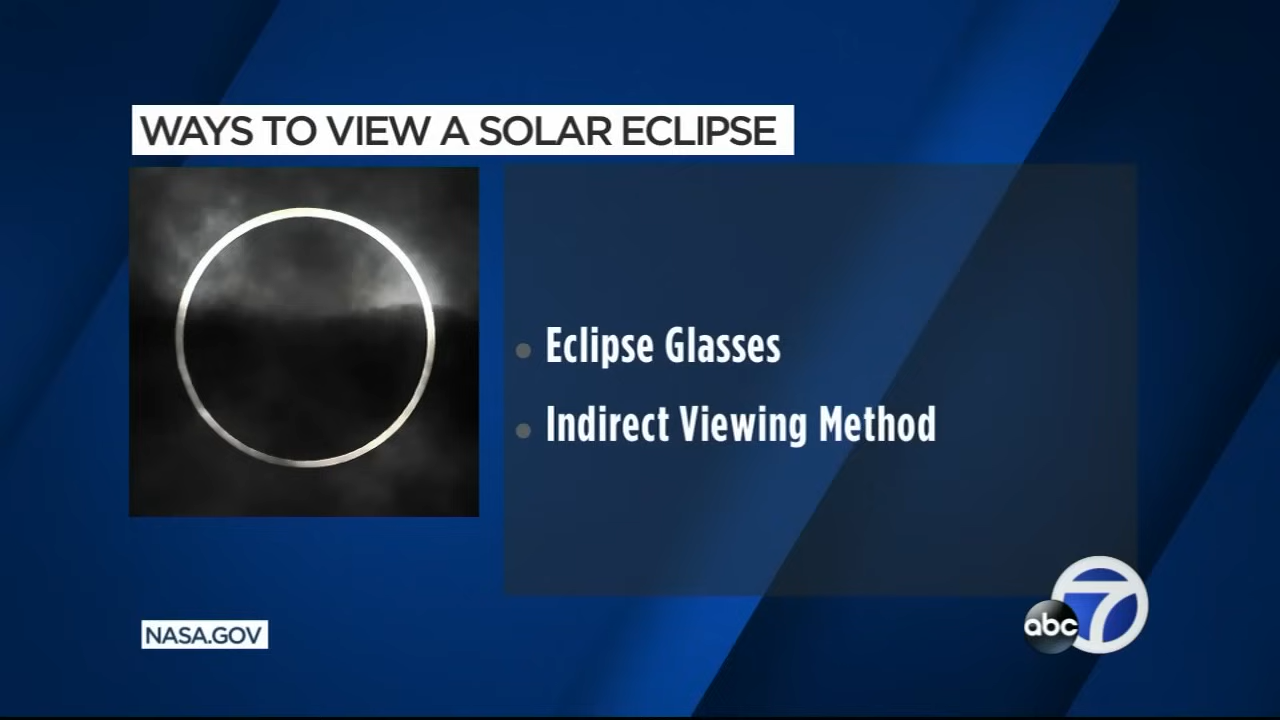 WAYS TO VIEW A SOLAR ECLIPSE
Eclipse Glasses
Indirect Viewing Method
NASA.GOV
abc 7